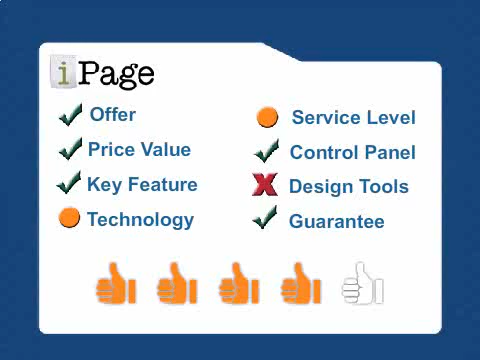 iPage
Offer
Price Value
Key Feature
Technology
Service Level
Control Panel
Design Tools
Guarantee